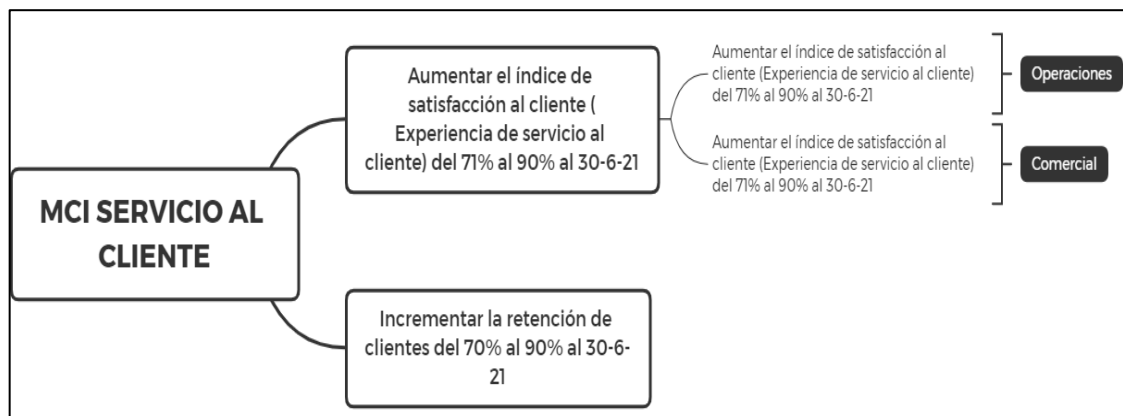 MCI SERVICIO AL
CLIENTE
Aumentar el índice de
satisfacción al cliente (
Experiencia de servicio al
cliente) del 71% al 90% al 30-6-21
Aumentar el índice de satisfacción al
cliente (Experiencia de servicio al cliente)
del 71% al 90% al 30-6-21
Operaciones
Aumentar el índice de satisfacción al
cliente (Experiencia de servicio al cliente)
del 71% al 90% al 30-6-21
Comercial
Incrementar la retención de
clientes del 70% al 90% al 30-6-
21